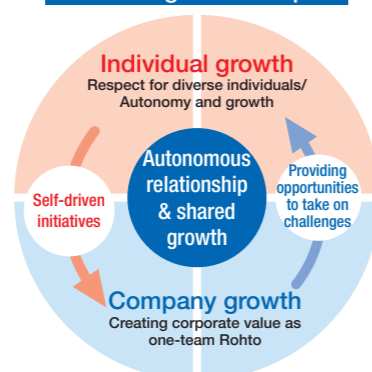 Individual growth
Respect for diverse individuals/
Autonomy and growth
Autonomous
relationship
& shared
growth
Self-driven
initiatives
Providing
opportunities
to take on
challenges
Company growth
Creating corporate value as
one-team Rohto